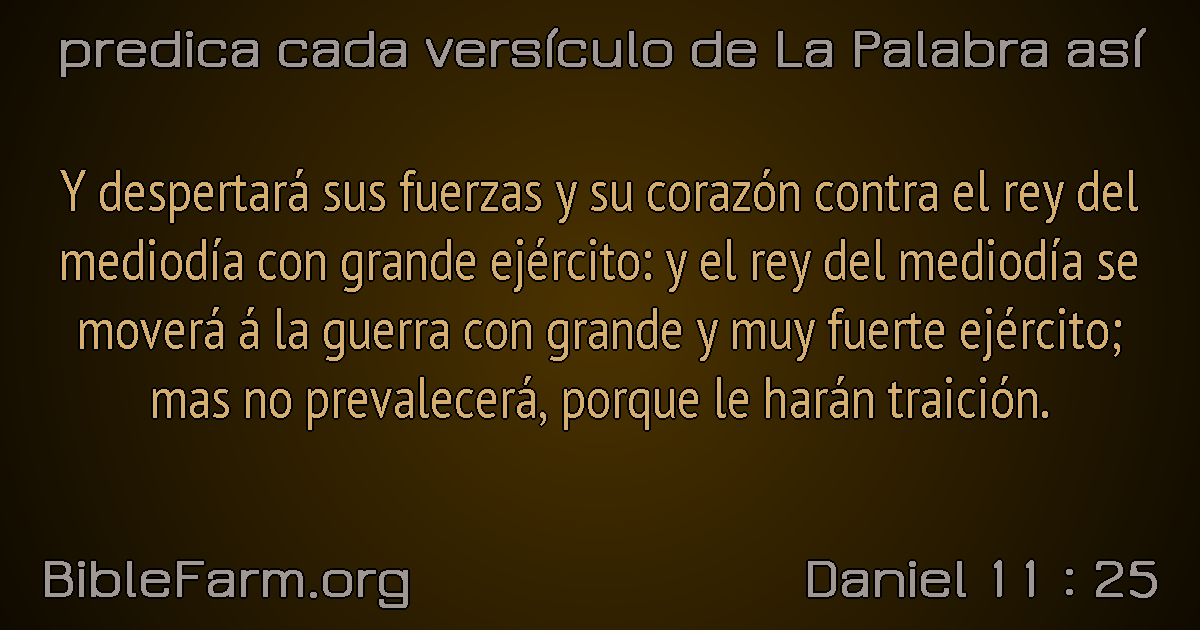 predica cada versículo de La Palabra así
Y despertará sus fuerzas y su corazón contra el rey del
mediodía con grande ejército: y el rey del mediodía se
moverá á la guerra con grande y muy fuerte ejército;
mas no prevalecerá, porque le harán traición.
BibleFarm.org
Daniel 11 : 25